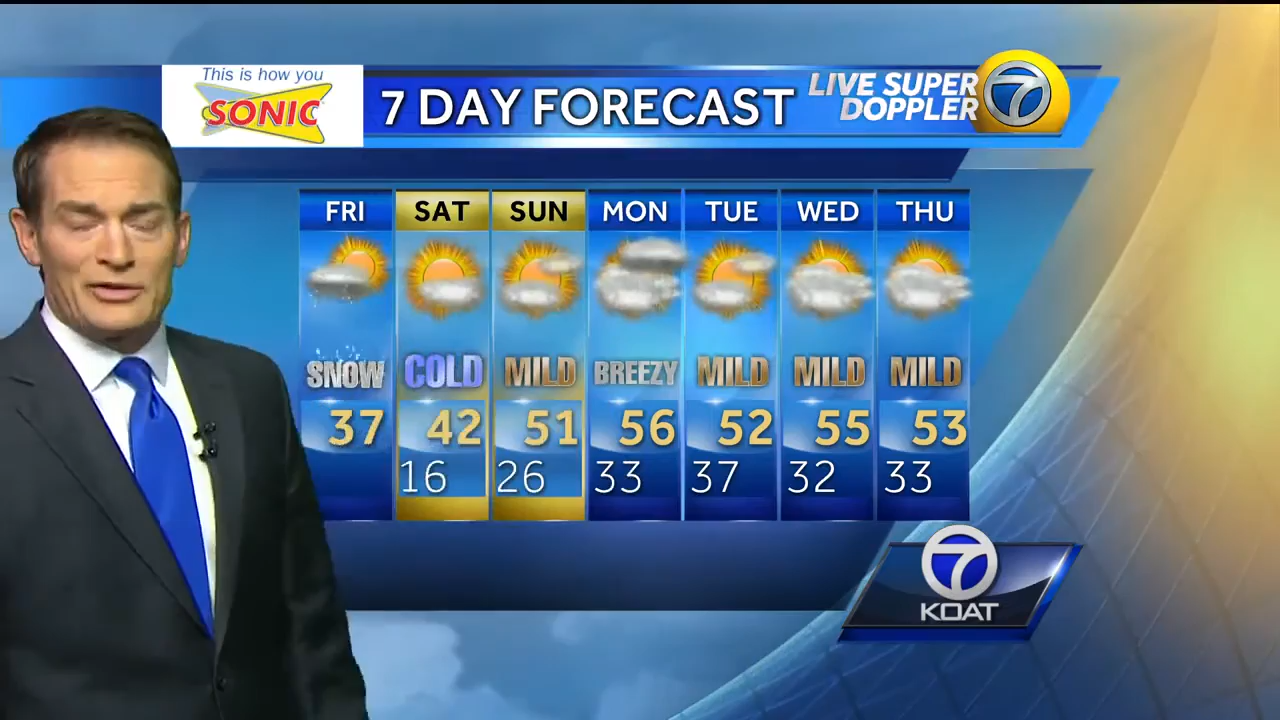 This is how you
SONIC
7 DAY FORECAST
LIVE SUPER
DOPPLER
7
FRI SAT SUN MON TUE WED THU
SNOW COLD MILD BREEZY MILD MILD MILD
37 42 51 56 52 55 53
16 26 33 37 32 33
7
KOAT